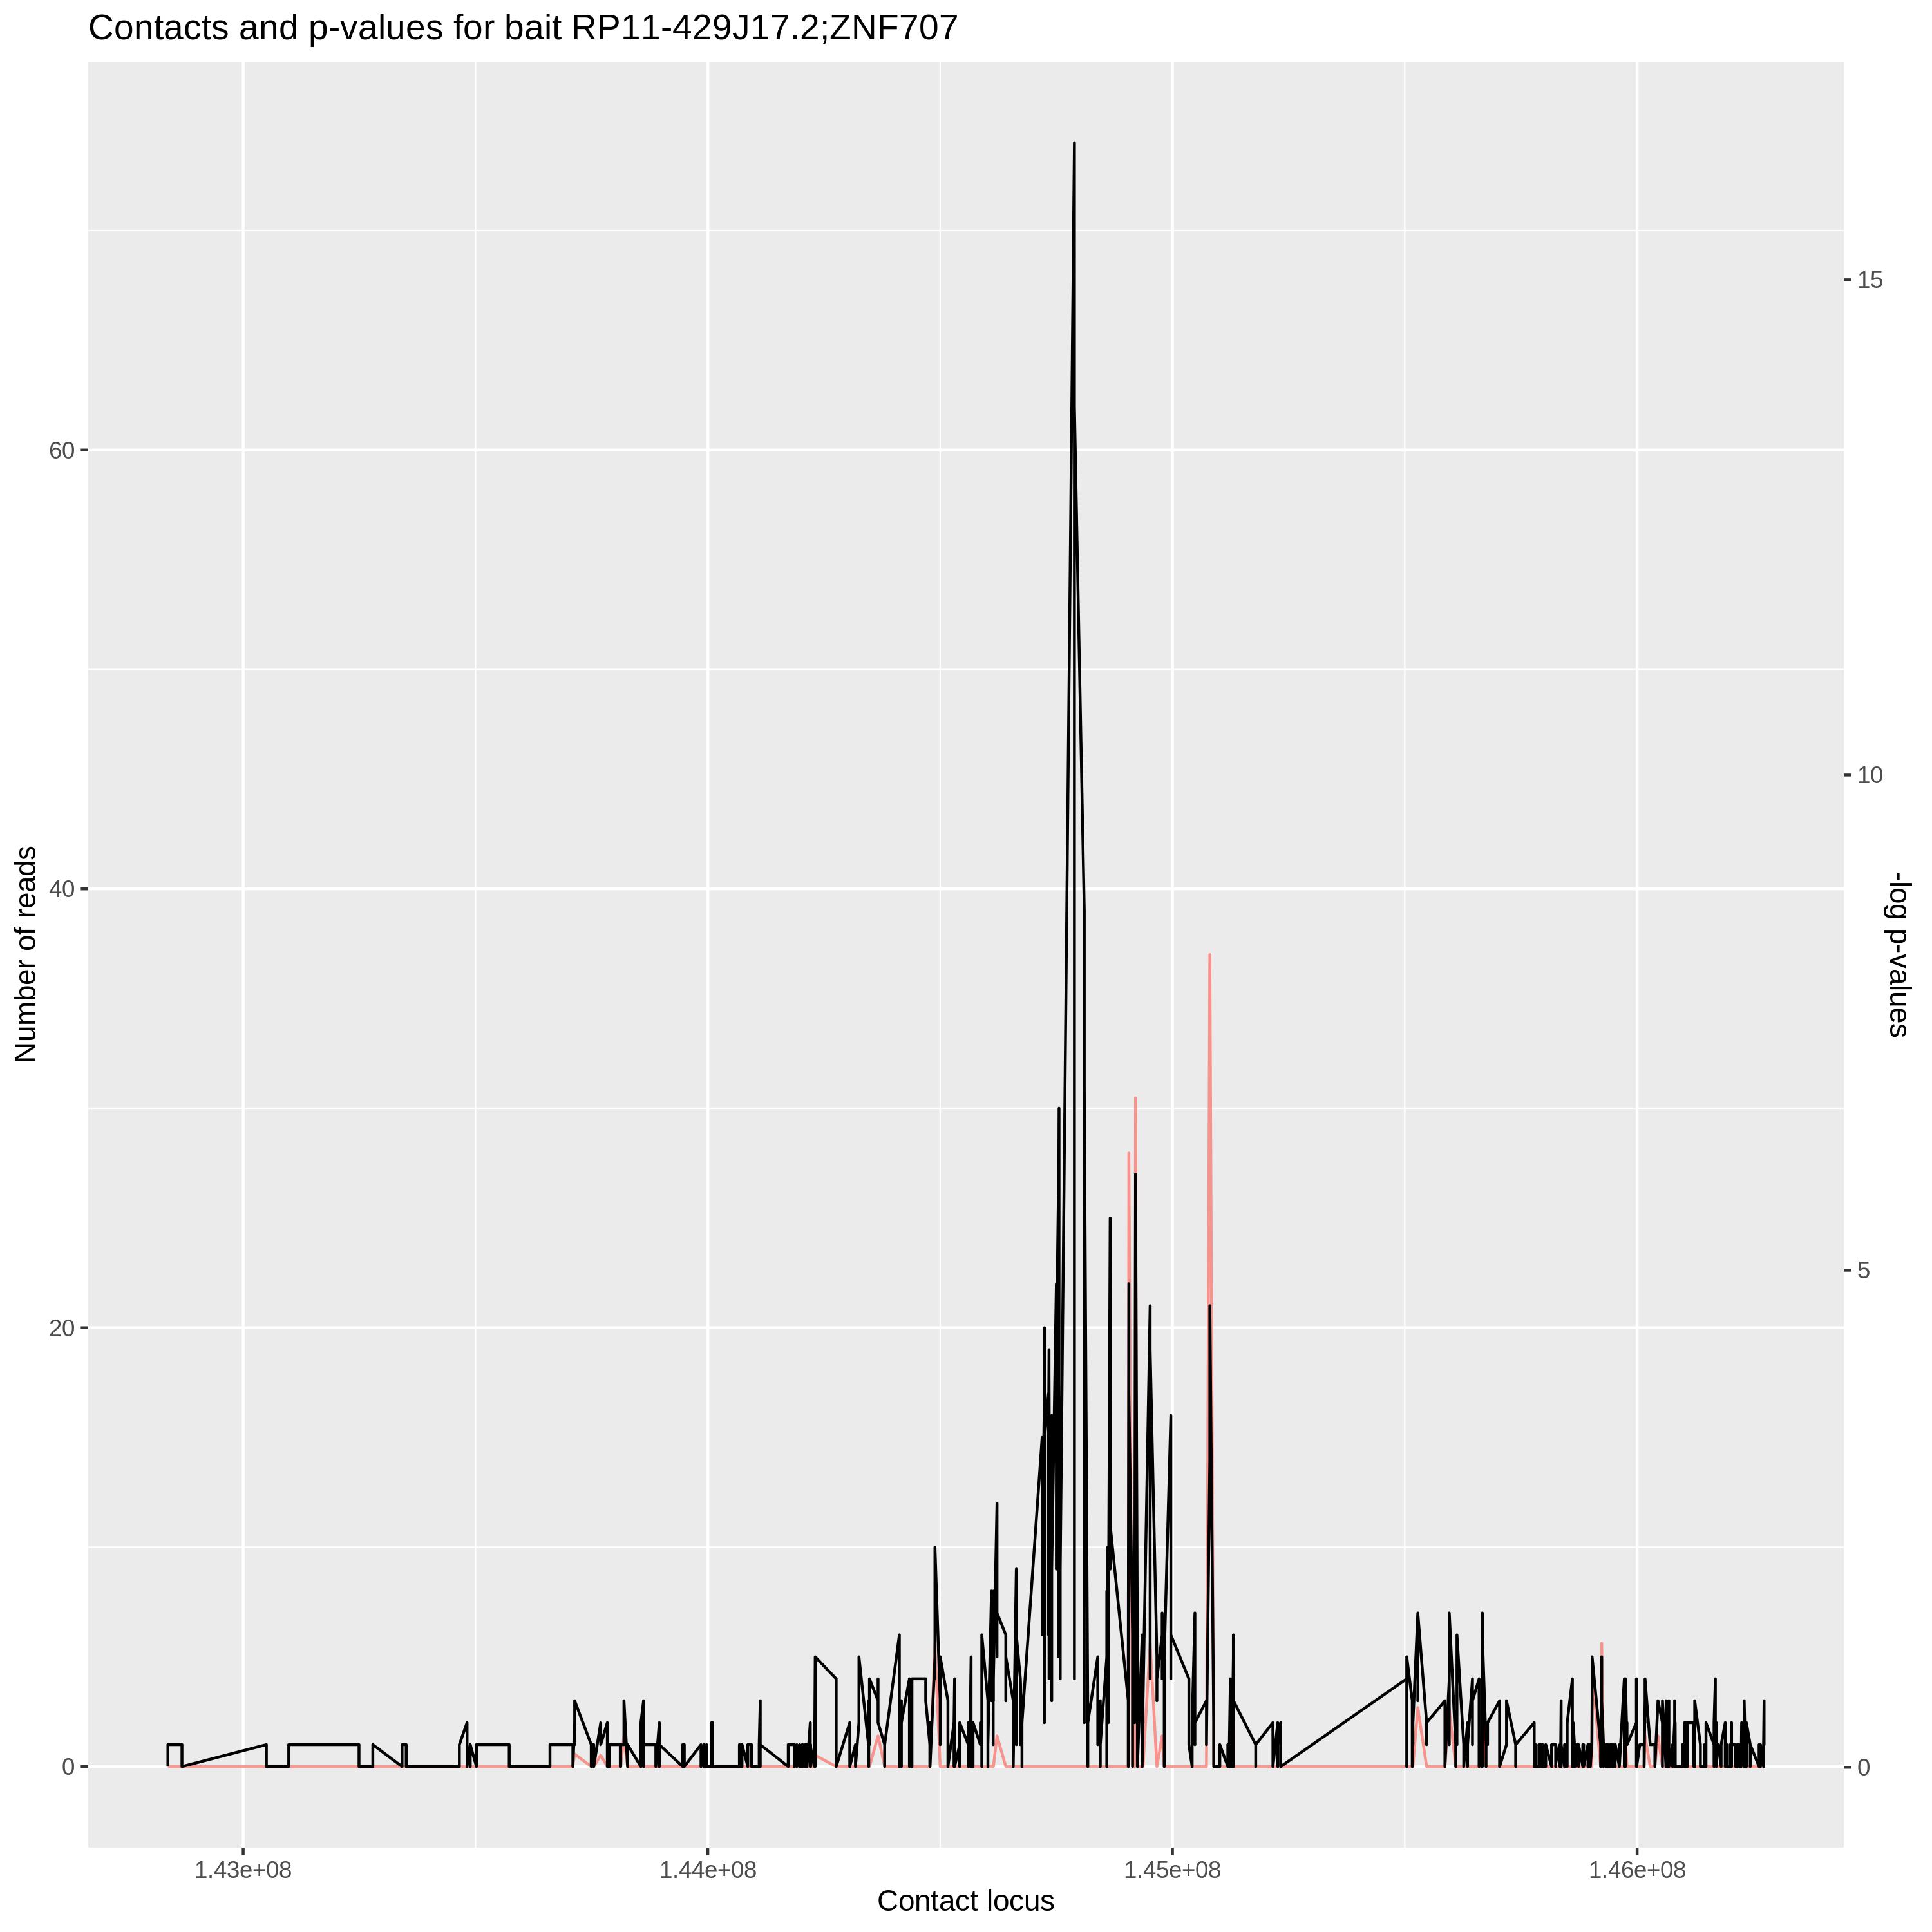 Contacts and p-values for bait RP11-429J17.2;ZNF707
Number of reads
60
40
20
0
15
10
5
0
-log p-values
1.43e+08 1.44e+08 1.45e+08 1.46e+08
Contact locus